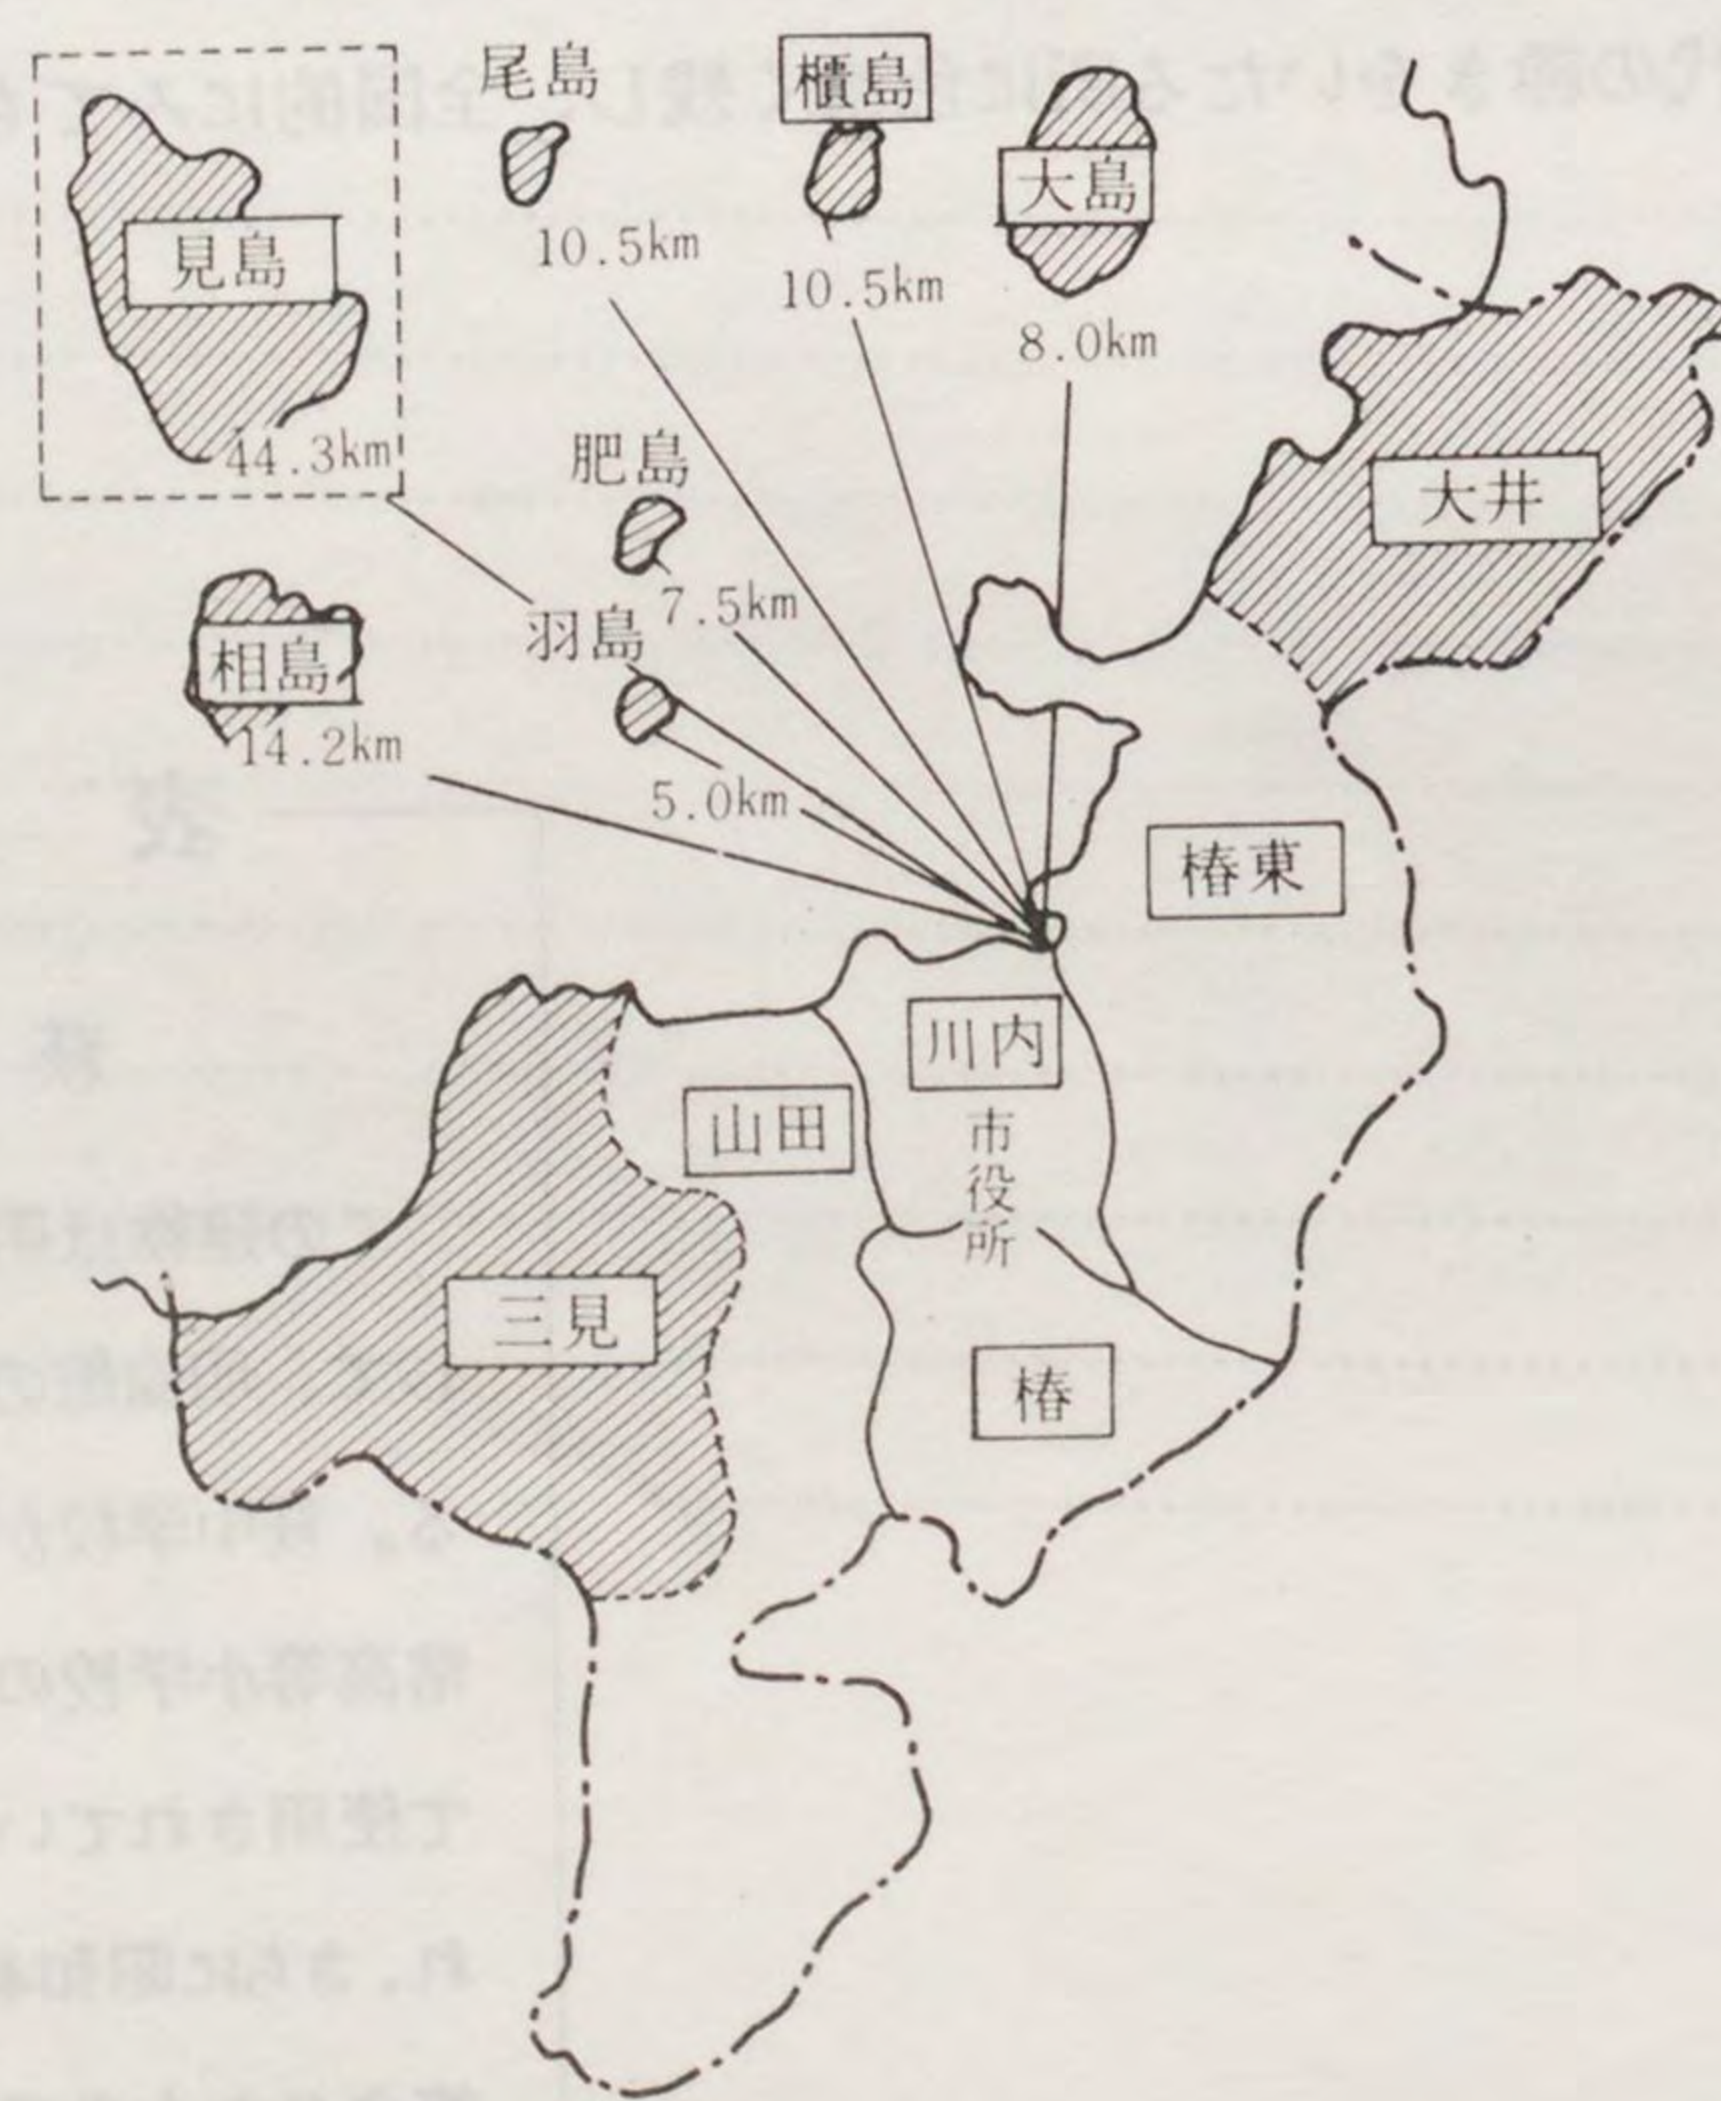 尾島
櫃島
大島
見島
10.5km
10.5km
8.0km
44.3km
肥島
大井
7.5km
羽島
相島
14.2km
5.0km
椿東
川内
山田
市役所
三見
椿